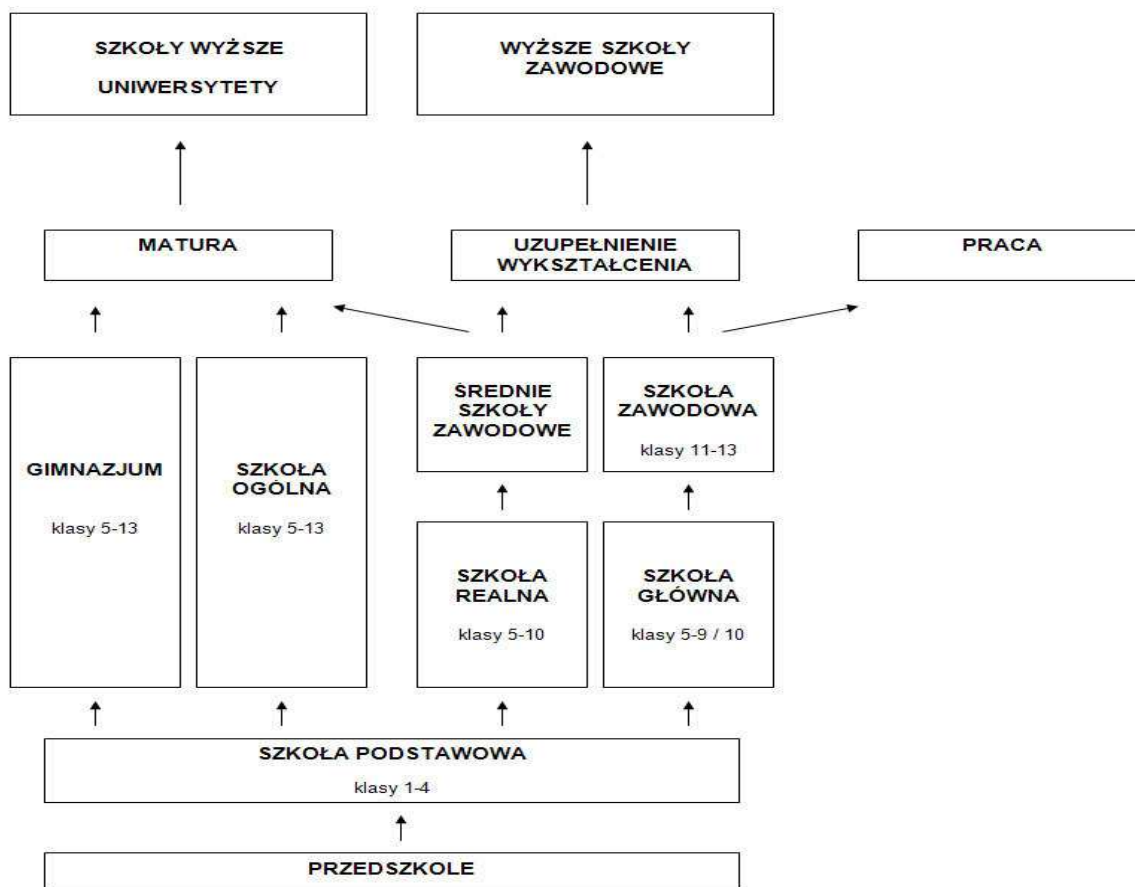 SZKOŁY WYŻSZE
UNIWERSYTETY
WYŻSZE SZKOŁY
ZAWODOWE
MATURA
UZUPEŁNIENIE
WYKSZTAŁCENIA
PRACA
GIMNAZJUM
klasy 5-13
SZKOŁA
OGÓLNA
klasy 5-13
ŚREDNIE
SZKOŁY
ZAWODOWE
SZKOŁA
ZAWODOWA
klasy 11-13
SZKOŁA
REALNA
klasy 5-10
SZKOŁA
GŁÓWNA
klasy 5-9 / 10
SZKOŁA PODSTAWOWA
klasy 1-4
PRZEDSZKOLE